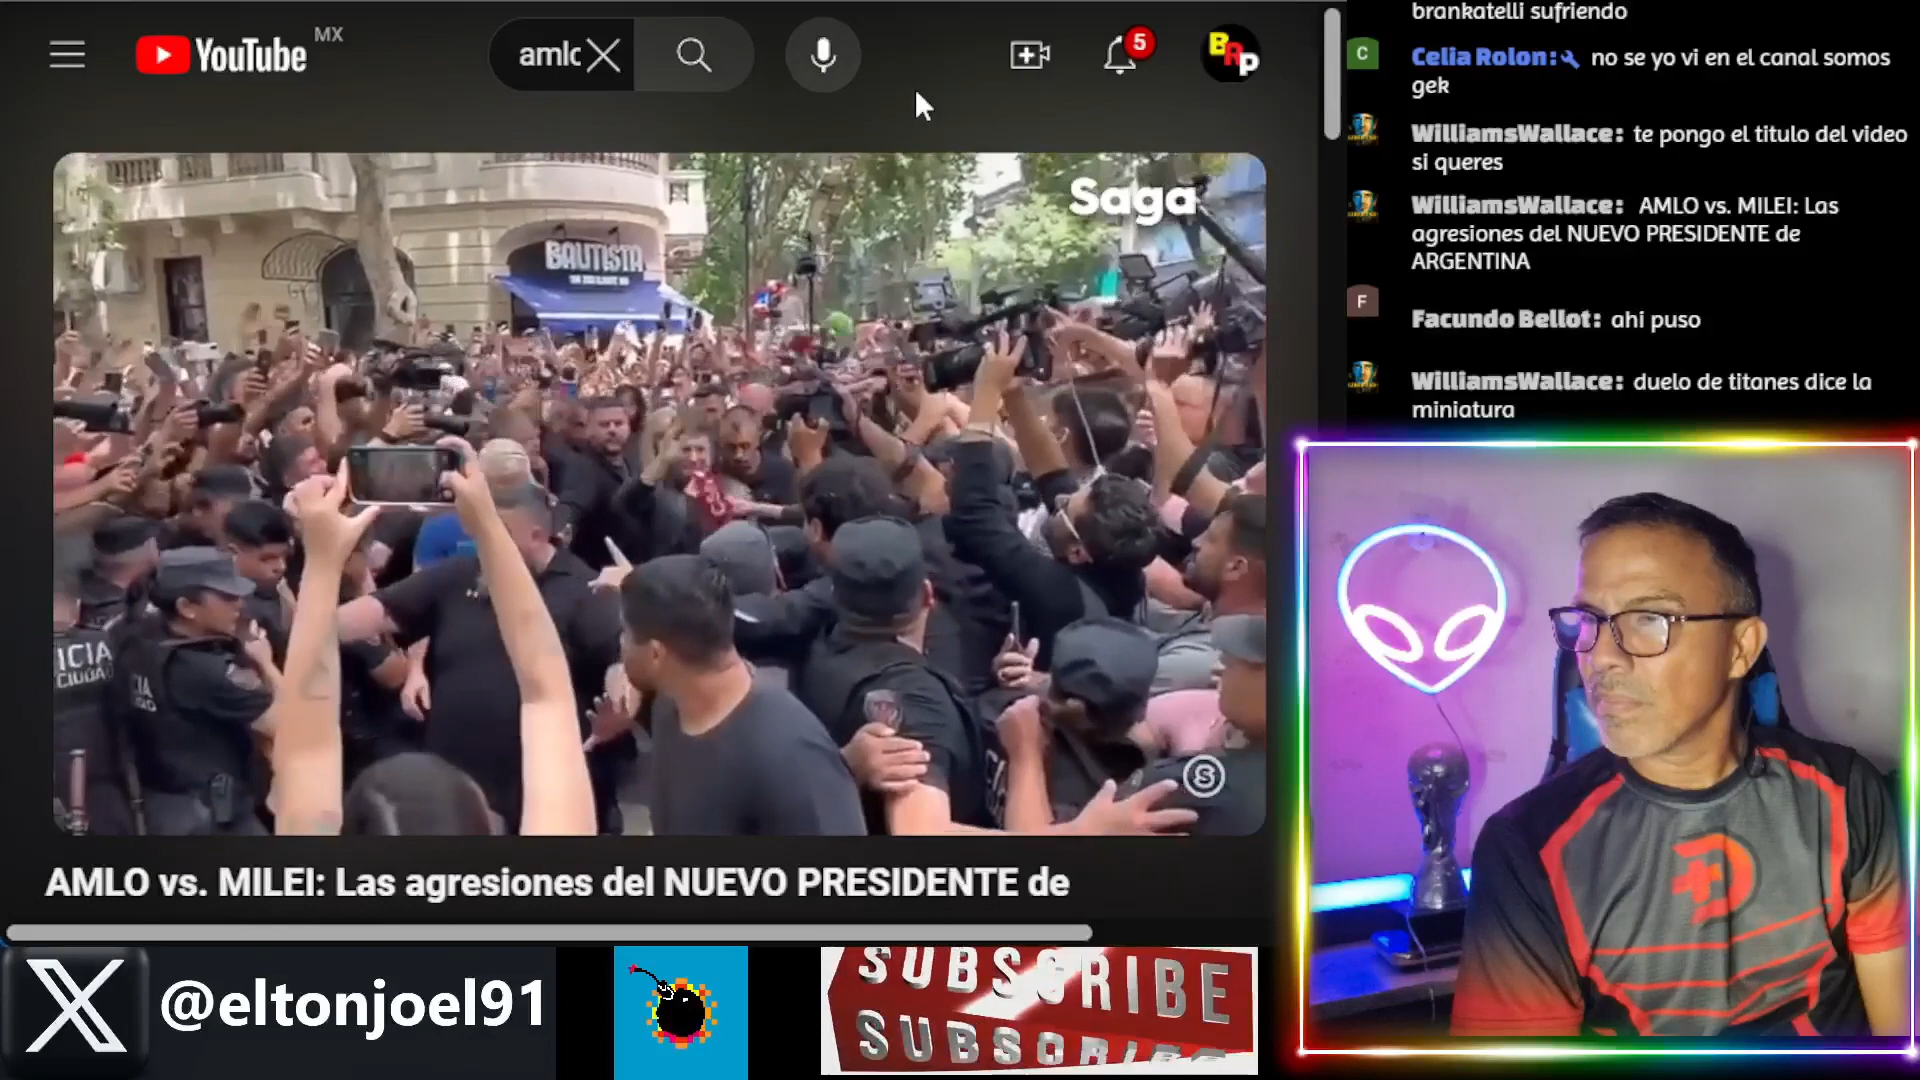 YouTube
MX
amlc
5
BRP
Saga
BAUTISTA
ICIA
CIUDAD
AMLO vs. MILEI: Las agresiones del NUEVO PRESIDENTE de
@eltonjoel91
SUBSCRIBE
SUBSCRIBE
brankatelli sufriendo
C
Celia Rolon: no se yo vi en el canal somos
gek
WilliamsWallace: te pongo el titulo del video
si queres
WilliamsWallace: AMLO vs. MILEI: Las
agresiones del NUEVO PRESIDENTE de
ARGENTINA
F
Facundo Bellot: ahi puso
WilliamsWallace: duelo de titanes dice la
miniatura